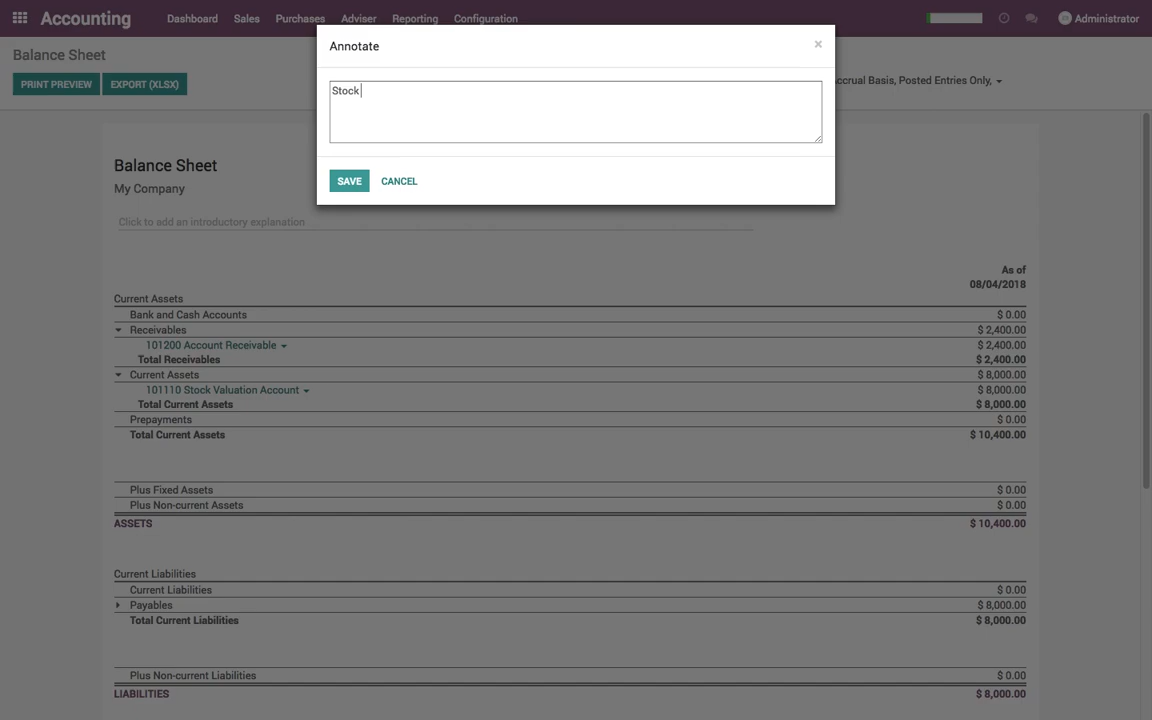 Accounting Dashboard Sales Purchases Adviser Reporting Configuration Administrator
Balance Sheet
Annotate ×
PRINT PREVIEW EXPORT (XLSX)
Accrual Basis, Posted Entries Only,
Stock
SAVE CANCEL
Balance Sheet
My Company
Click to add an introductory explanation
As of
08/04/2018
Current Assets
Bank and Cash Accounts $ 0.00
Receivables $ 2,400.00
101200 Account Receivable $ 2,400.00
Total Receivables $ 2,400.00
Current Assets $ 8,000.00
101110 Stock Valuation Account $ 8,000.00
Total Current Assets $ 8,000.00
Prepayments $ 0.00
Total Current Assets $ 10,400.00
Plus Fixed Assets $ 0.00
Plus Non-current Assets $ 0.00
ASSETS $ 10,400.00
Current Liabilities
Current Liabilities $ 0.00
Payables $ 8,000.00
Total Current Liabilities $ 8,000.00
Plus Non-current Liabilities $ 0.00
LIABILITIES $ 8,000.00